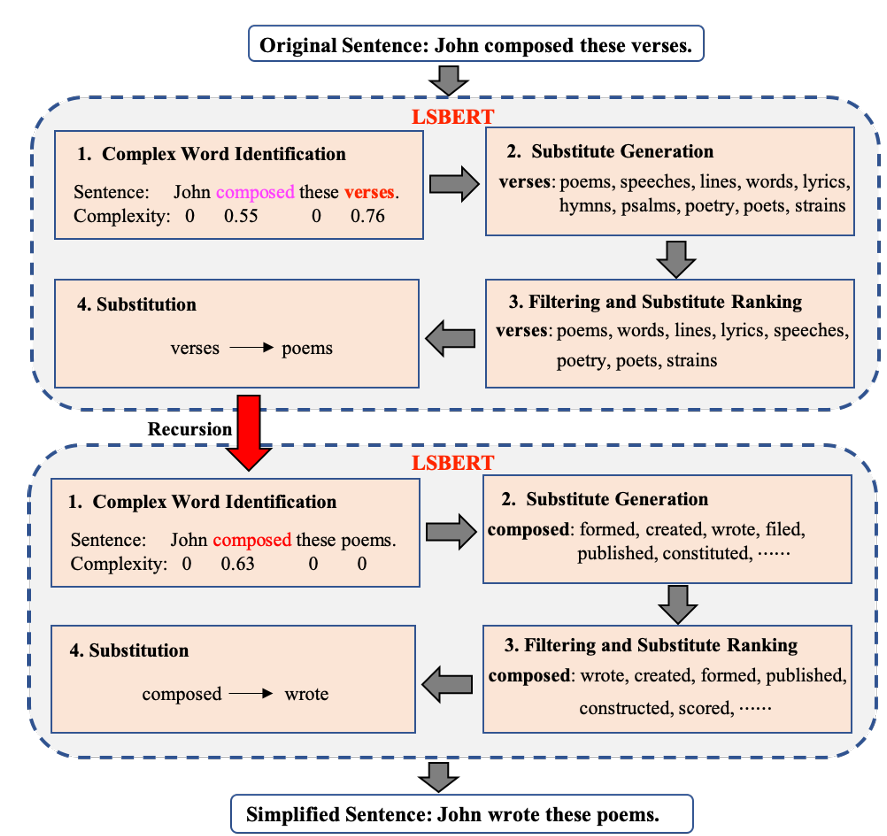 Original Sentence: John composed these verses.
LSBERT
1. Complex Word Identification
Sentence: John composed these verses.
Complexity: 0 0.55 0 0.76
2. Substitute Generation
verses: poems, speeches, lines, words, lyrics,
hymns, psalms, poetry, poets, strains
3. Filtering and Substitute Ranking
verses: poems, words, lines, lyrics, speeches,
poetry, poets, strains
4. Substitution
verses → poems
Recursion
LSBERT
1. Complex Word Identification
Sentence: John composed these poems.
Complexity: 0 0.63 0 0
2. Substitute Generation
composed: formed, created, wrote, filed,
published, constituted, ······
3. Filtering and Substitute Ranking
composed: wrote, created, formed, published,
constructed, scored, ······
4. Substitution
composed → wrote
Simplified Sentence: John wrote these poems.